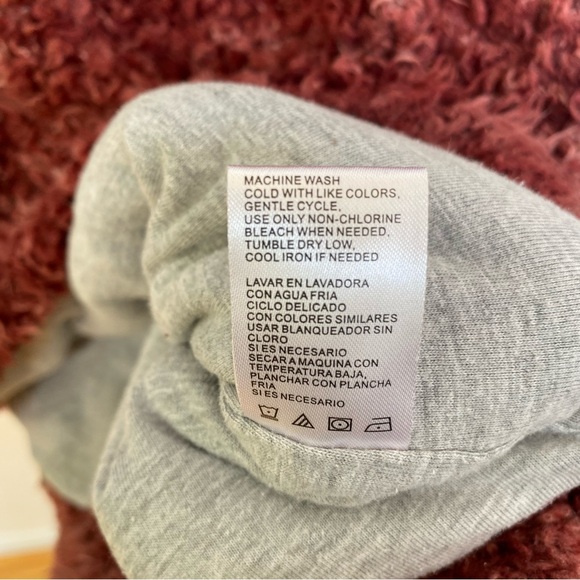 MACHINE WASH
COLD WITH LIKE COLORS,
GENTLE CYCLE,
USE ONLY NON-CHLORINE
BLEACH WHEN NEEDED,
TUMBLE DRY LOW,
COOL IRON IF NEEDED
LAVAR EN LAVADORA
CON AGUA FRIA
CICLO DELICADO
CON COLORES SIMILARES
USAR BLANQUEADOR SIN
CLORO
SI ES NECESARIO
SECAR A MAQUINA CON
TEMPERATURA BAJA,
PLANCHAR CON PLANCHA
FRIA
SI ES NECESARIO